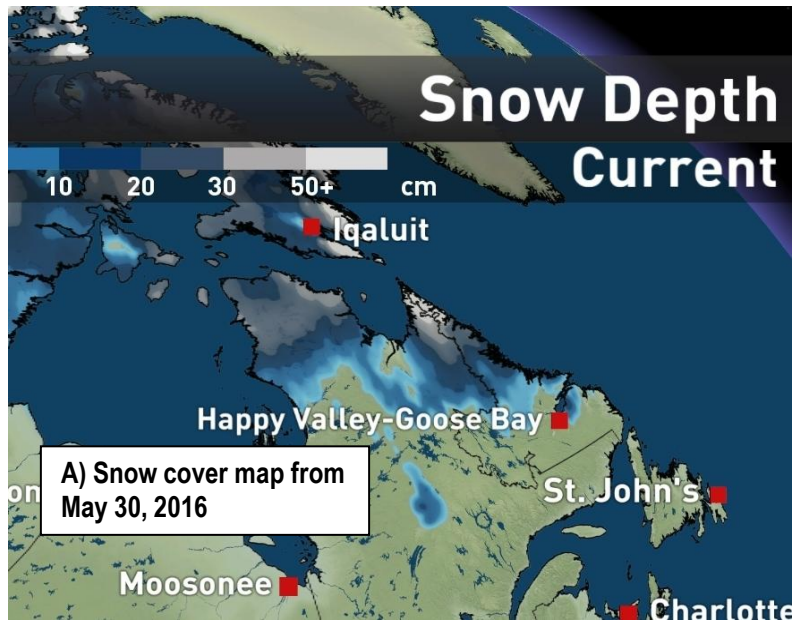 Snow Depth
Current
10 20 30 50+ cm
Iqaluit
Happy Valley-Goose Bay
A) Snow cover map from
May 30, 2016
on
St. John's
Moosonee
Charlotte